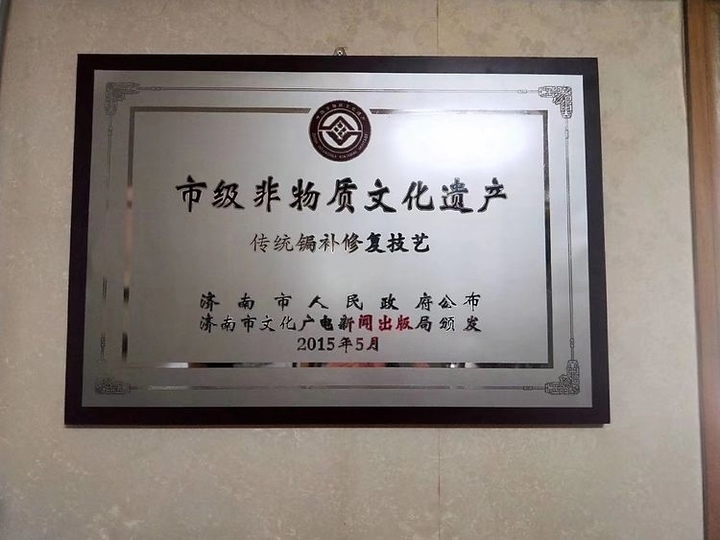 市级非物质文化遗产
传统锔补修复技艺
济南市人民政府公布
济南市文化广电新闻出版局颁发
2015年5月